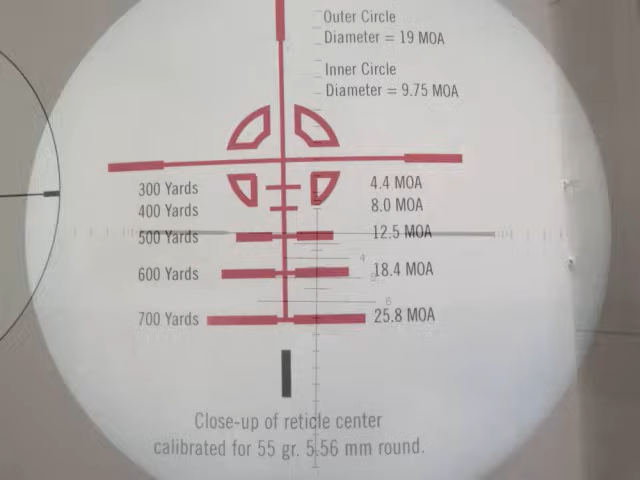 Outer Circle
Diameter = 19 MOA
Inner Circle
Diameter = 9.75 MOA
300 Yards 4.4 MOA
400 Yards 8.0 MOA
500 Yards 12.5 MOA
4
600 Yards 18.4 MOA
8
700 Yards 25.8 MOA
Close-up of reticle center
calibrated for 55 gr. 5.56 mm round.